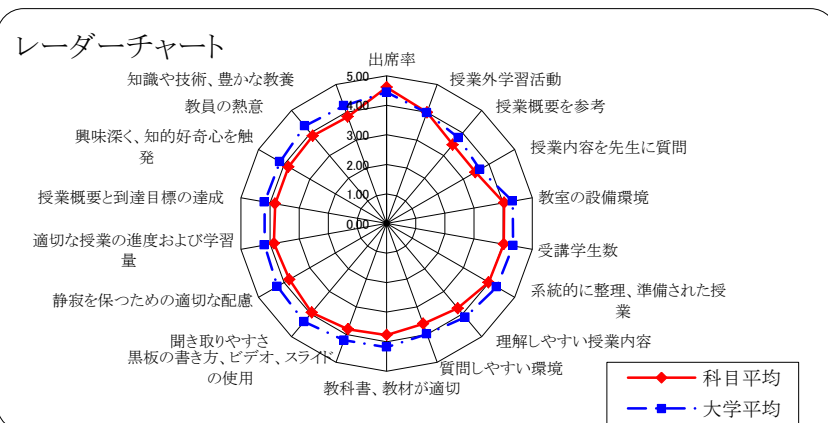 レーダーチャート
出席率
授業外学習活動
授業概要を参考
授業内容を先生に質問
教室の設備環境
受講学生数
系統的に整理、準備された授
業
理解しやすい授業内容
質問しやすい環境
教科書、教材が適切
黒板の書き方、ビデオ、スライド
の使用
聞き取りやすさ
静寂を保つための適切な配慮
適切な授業の進度および学習
量
授業概要と到達目標の達成
興味深く、知的好奇心を触
発
教員の熱意
知識や技術、豊かな教養
5.00
4.00
3.00
2.00
1.00
0.00
科目平均
大学平均